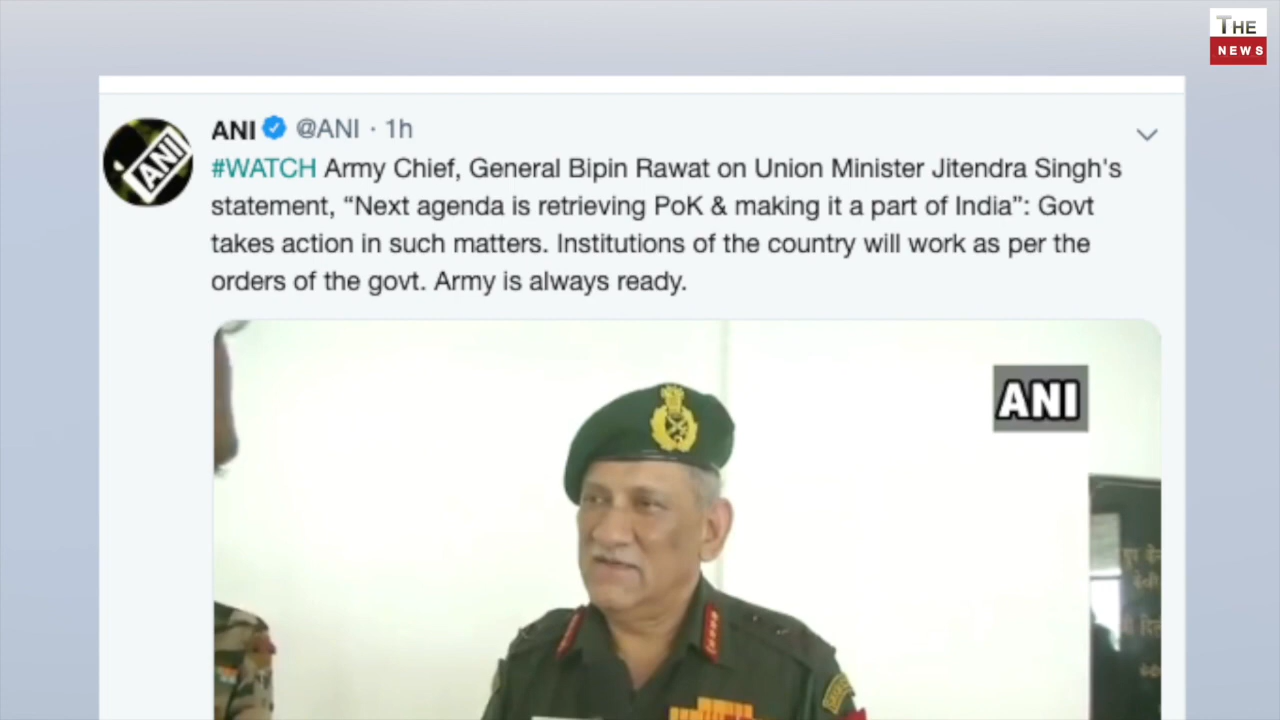 THE
NEWS
ANI @ANI · 1h
#WATCH Army Chief, General Bipin Rawat on Union Minister Jitendra Singh's
statement, “Next agenda is retrieving PoK & making it a part of India”: Govt
takes action in such matters. Institutions of the country will work as per the
orders of the govt. Army is always ready.
ANI
ANI